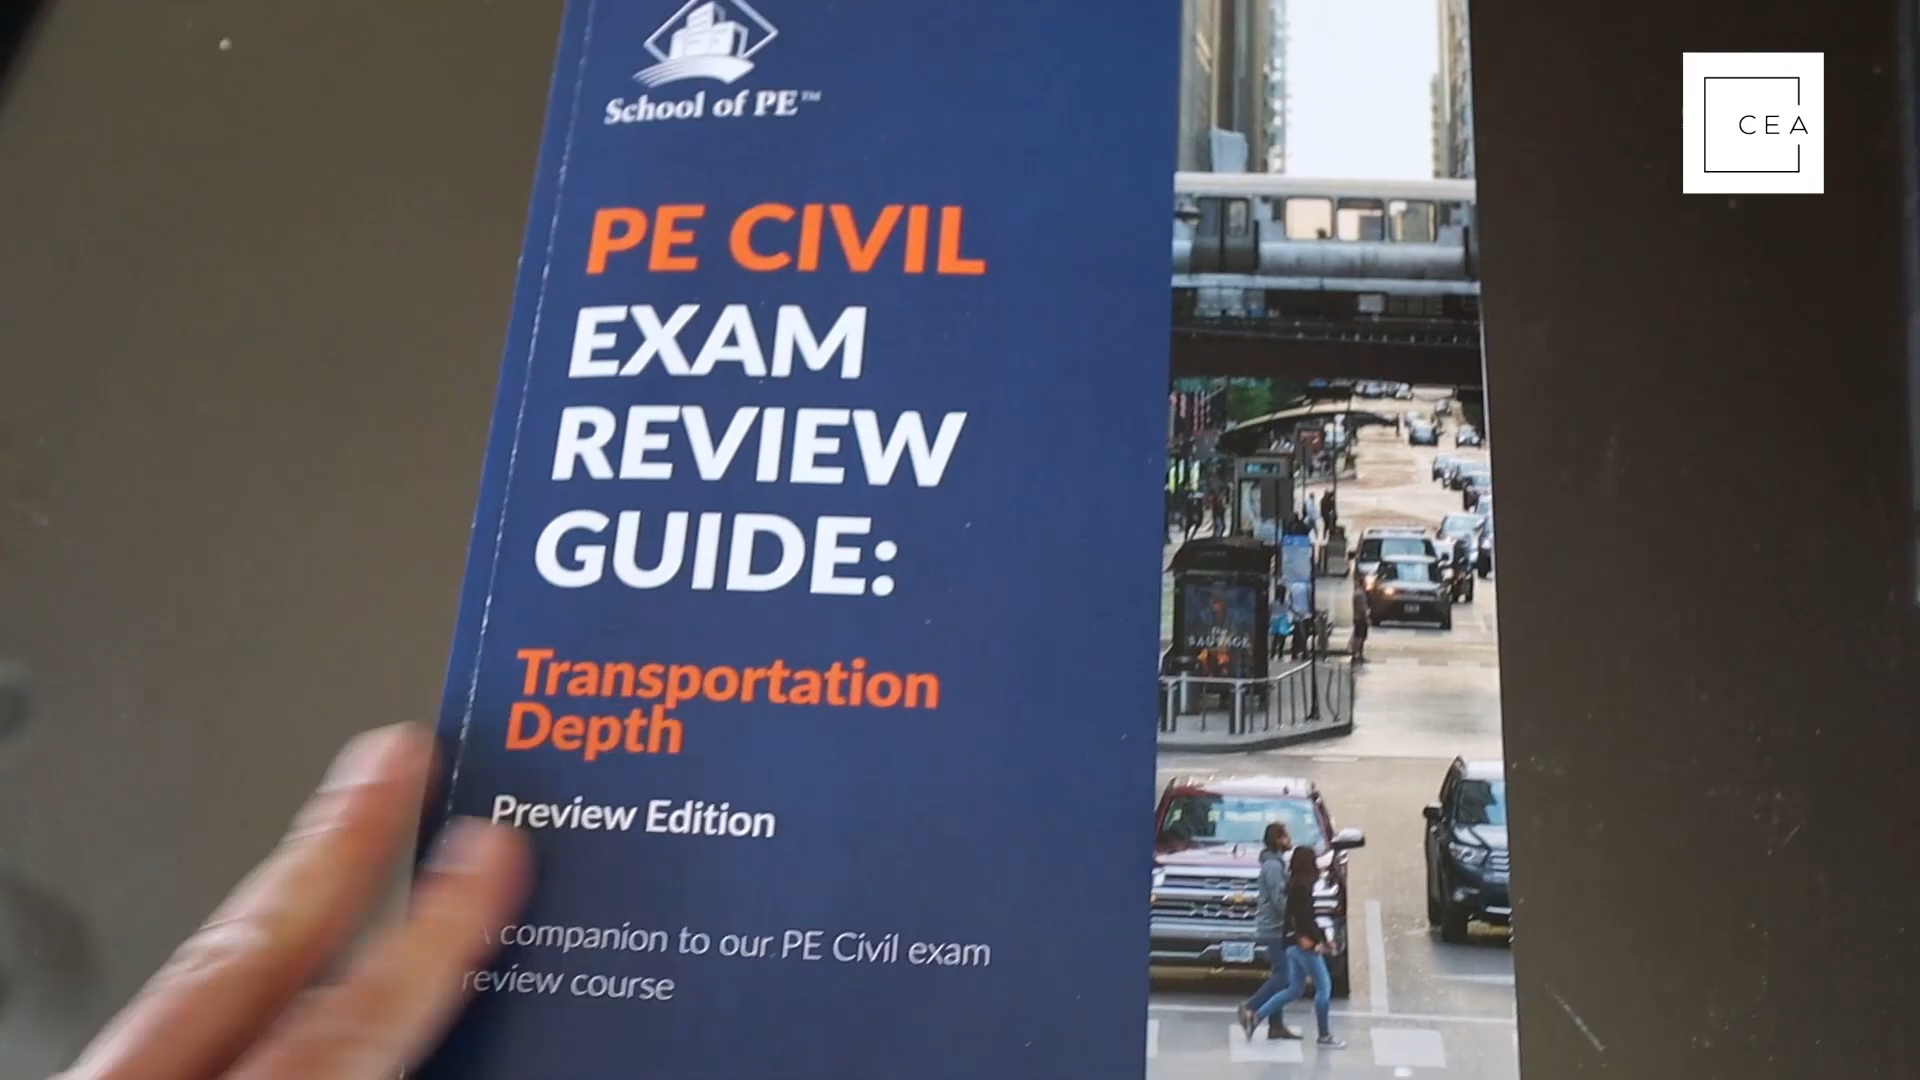 School of PE™
PE CIVIL
EXAM
REVIEW
GUIDE:
Transportation
Depth
Preview Edition
A companion to our PE Civil exam
review course
CEA
SAUVAGE